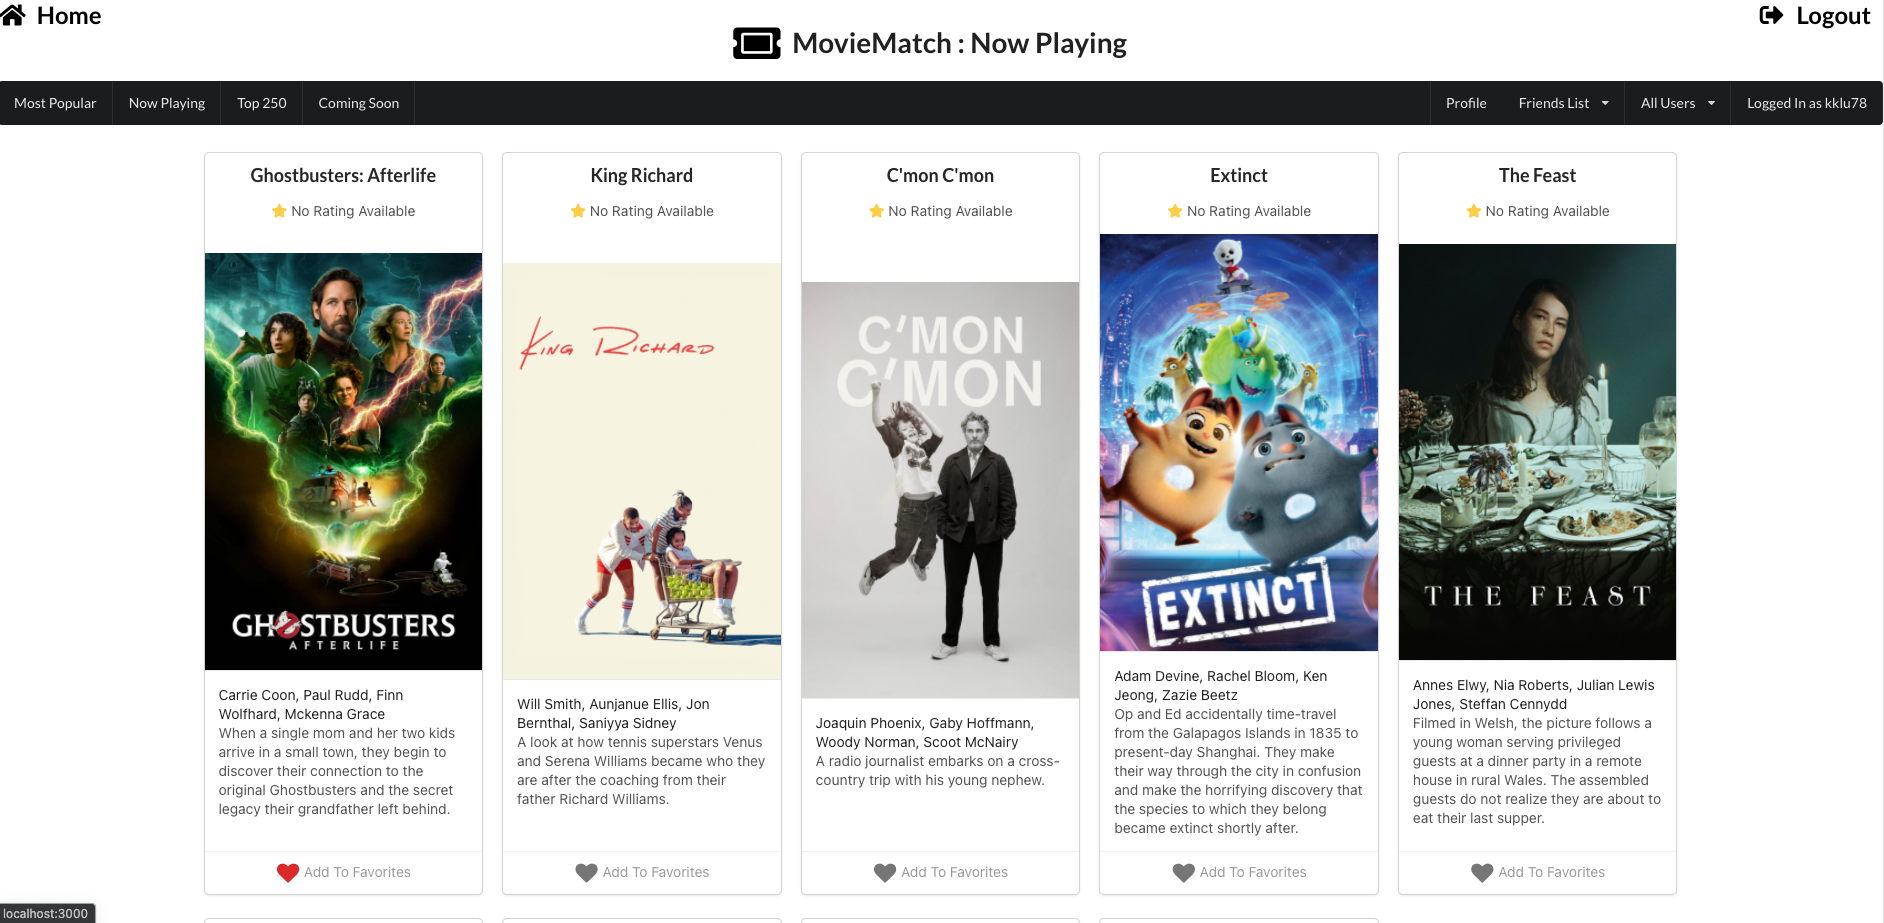 Home
Logout
MovieMatch : Now Playing
Most Popular
Now Playing
Top 250
Coming Soon
Profile
Friends List
All Users
Logged In as kklu78
Ghostbusters: Afterlife
No Rating Available
GHOSTBUSTERS
AFTERLIFE
Carrie Coon, Paul Rudd, Finn
Wolfhard, Mckenna Grace
When a single mom and her two kids
arrive in a small town, they begin to
discover their connection to the
original Ghostbusters and the secret
legacy their grandfather left behind.
Add To Favorites
King Richard
No Rating Available
KING RICHARD
Will Smith, Aunjanue Ellis, Jon
Bernthal, Saniyya Sidney
A look at how tennis superstars Venus
and Serena Williams became who they
are after the coaching from their
father Richard Williams.
Add To Favorites
C'mon C'mon
No Rating Available
C'MON
C'MON
Joaquin Phoenix, Gaby Hoffmann,
Woody Norman, Scoot McNairy
A radio journalist embarks on a cross-
country trip with his young nephew.
Add To Favorites
Extinct
No Rating Available
EXTINCT
Adam Devine, Rachel Bloom, Ken
Jeong, Zazie Beetz
Op and Ed accidentally time-travel
from the Galapagos Islands in 1835 to
present-day Shanghai. They make
their way through the city in confusion
and make the horrifying discovery that
the species to which they belong
became extinct shortly after.
Add To Favorites
The Feast
No Rating Available
THE FEAST
Annes Elwy, Nia Roberts, Julian Lewis
Jones, Steffan Cennydd
Filmed in Welsh, the picture follows a
young woman serving privileged
guests at a dinner party in a remote
house in rural Wales. The assembled
guests do not realize they are about to
eat their last supper.
Add To Favorites
localhost:3000